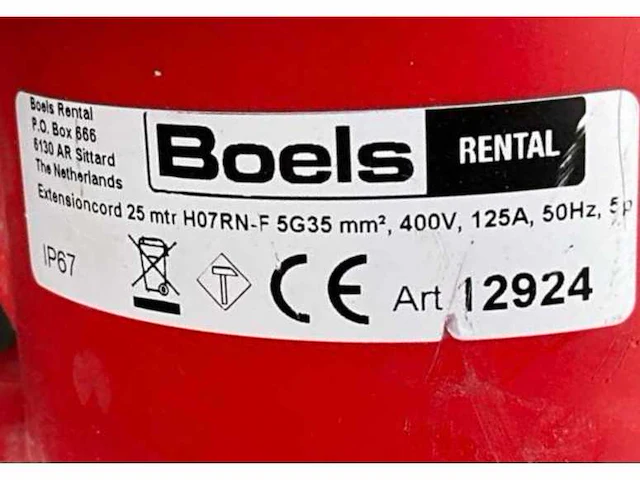 Boels Rental
P.O. Box 666
6130 AR Sittard
The Netherlands
Boels RENTAL
Extensioncord 25 mtr H07RN-F 5G35 mm², 400V, 125A, 50Hz, 5p
IP67
CE Art 12924